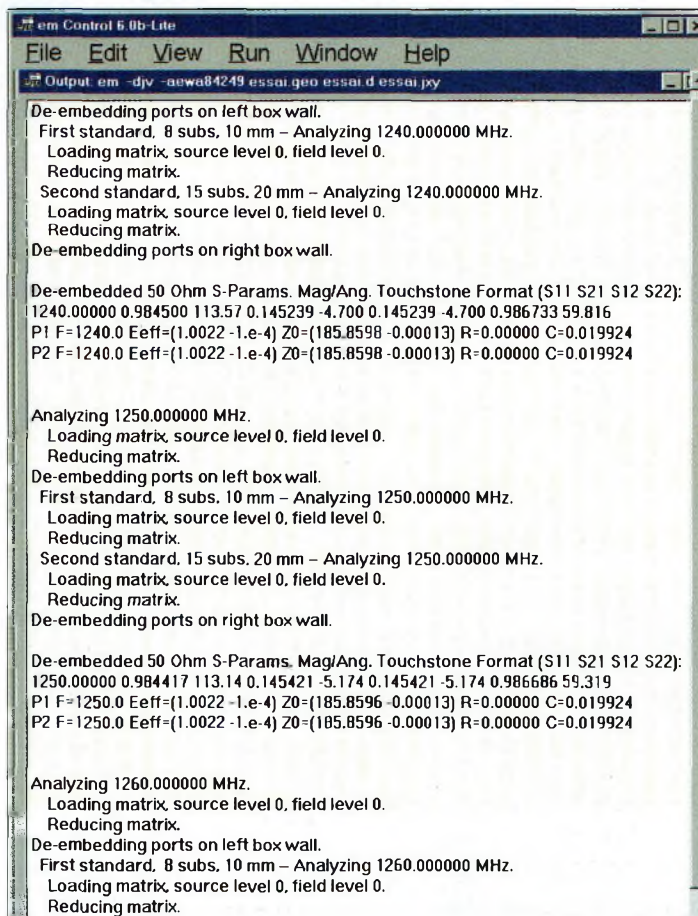 em Control 6.0b-Lite
File Edit View Run Window Help
Output: em -djv -aewa84249 essai.geo essai.d essai.jxy
De-embedding ports on left box wall.
First standard, 8 subs, 10 mm – Analyzing 1240.000000 MHz.
Loading matrix, source level 0, field level 0.
Reducing matrix.
Second standard, 15 subs, 20 mm – Analyzing 1240.000000 MHz.
Loading matrix, source level 0, field level 0.
Reducing matrix.
De-embedding ports on right box wall.
De-embedded 50 Ohm S-Params. Mag/Ang. Touchstone Format (S11 S21 S12 S22):
1240.00000 0.984500 113.57 0.145239 -4.700 0.145239 -4.700 0.986733 59.816
P1 F=1240.0 Eeff=(1.0022 -1.e-4) Z0=(185.8598 -0.00013) R=0.00000 C=0.019924
P2 F=1240.0 Eeff=(1.0022 -1.e-4) Z0=(185.8598 -0.00013) R=0.00000 C=0.019924
Analyzing 1250.000000 MHz.
Loading matrix, source level 0, field level 0.
Reducing matrix.
De-embedding ports on left box wall.
First standard, 8 subs, 10 mm – Analyzing 1250.000000 MHz.
Loading matrix, source level 0, field level 0.
Reducing matrix.
Second standard, 15 subs, 20 mm – Analyzing 1250.000000 MHz.
Loading matrix, source level 0, field level 0.
Reducing matrix.
De-embedding ports on right box wall.
De-embedded 50 Ohm S-Params. Mag/Ang. Touchstone Format (S11 S21 S12 S22):
1250.00000 0.984417 113.14 0.145421 -5.174 0.145421 -5.174 0.986686 59.319
P1 F=1250.0 Eeff=(1.0022 -1.e-4) Z0=(185.8596 -0.00013) R=0.00000 C=0.019924
P2 F=1250.0 Eeff=(1.0022 -1.e-4) Z0=(185.8596 -0.00013) R=0.00000 C=0.019924
Analyzing 1260.000000 MHz.
Loading matrix, source level 0, field level 0.
Reducing matrix.
De-embedding ports on left box wall.
First standard, 8 subs, 10 mm – Analyzing 1260.000000 MHz.
Loading matrix, source level 0, field level 0.
Reducing matrix.